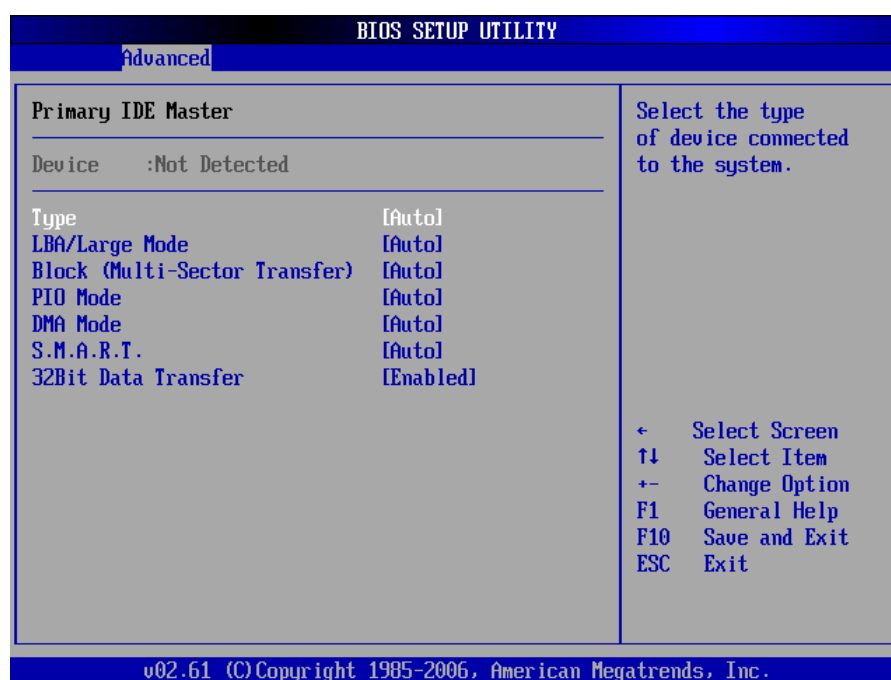 BIOS SETUP UTILITY
Advanced
Primary IDE Master
Device :Not Detected
Type [Auto]
LBA/Large Mode [Auto]
Block (Multi-Sector Transfer) [Auto]
PIO Mode [Auto]
DMA Mode [Auto]
S.M.A.R.T. [Auto]
32Bit Data Transfer [Enabled]
Select the type
of device connected
to the system.
← Select Screen
↑↓ Select Item
+- Change Option
F1 General Help
F10 Save and Exit
ESC Exit
v02.61 (C)Copyright 1985-2006, American Megatrends, Inc.